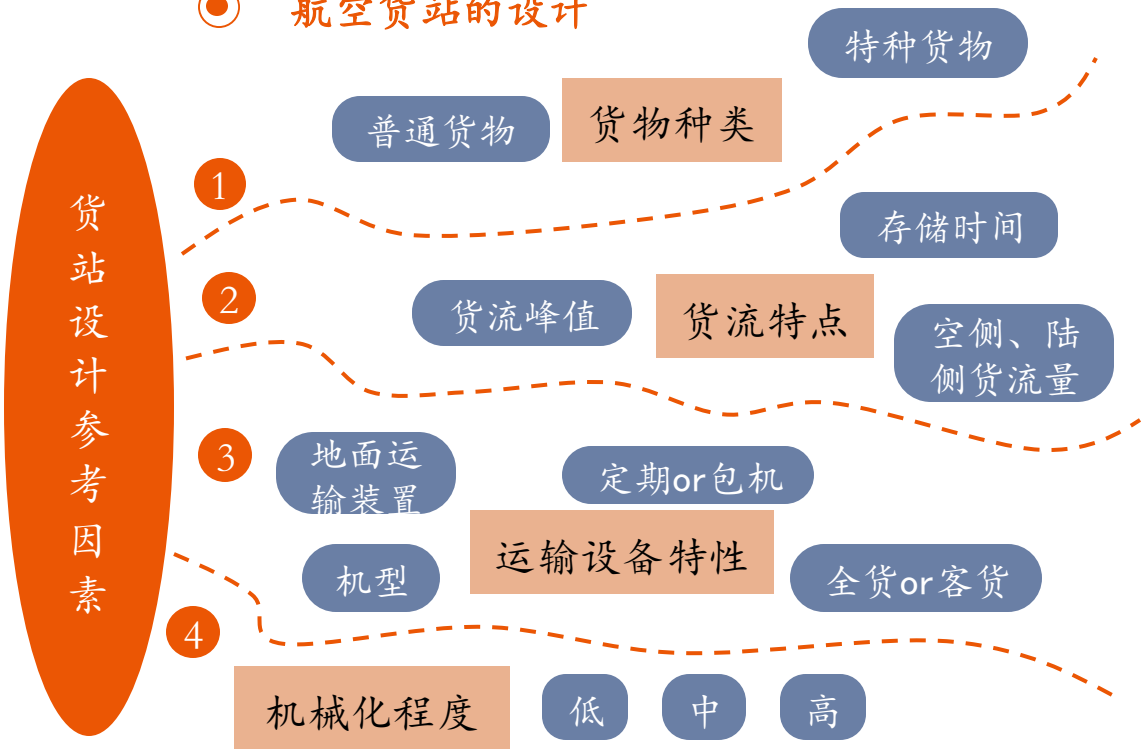 航空货站的设计
货站设计参考因素
1
特种货物
普通货物
货物种类
2
存储时间
货流峰值
货流特点
空侧、陆
侧货流量
3
地面运
输装置
定期or包机
运输设备特性
机型
全货or客货
4
机械化程度
低
中
高